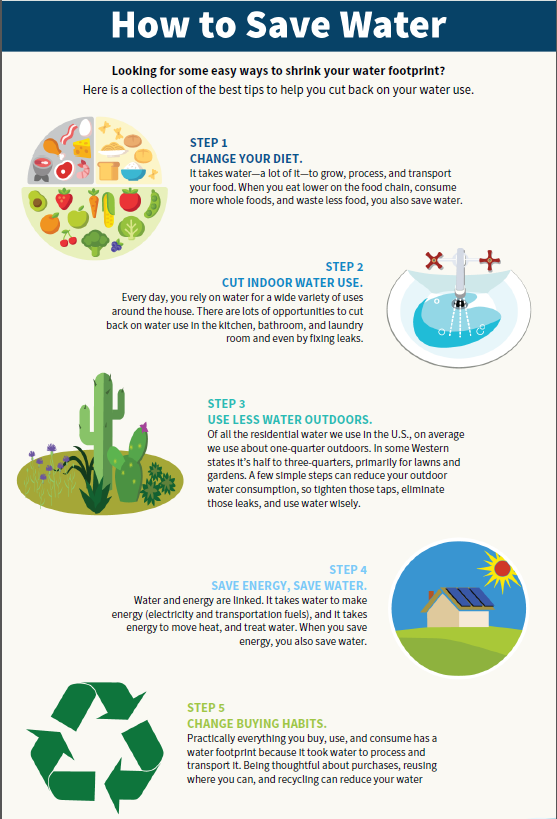 How to Save Water
Looking for some easy ways to shrink your water footprint?
Here is a collection of the best tips to help you cut back on your water use.
STEP 1
CHANGE YOUR DIET.
It takes water—a lot of it—to grow, process, and transport
your food. When you eat lower on the food chain, consume
more whole foods, and waste less food, you also save water.
STEP 2
CUT INDOOR WATER USE.
Every day, you rely on water for a wide variety of uses
around the house. There are lots of opportunities to cut
back on water use in the kitchen, bathroom, and laundry
room and even by fixing leaks.
STEP 3
USE LESS WATER OUTDOORS.
Of all the residential water we use in the U.S., on average
we use about one-quarter outdoors. In some Western
states it's half to three-quarters, primarily for lawns and
gardens. A few simple steps can reduce your outdoor
water consumption, so tighten those taps, eliminate
those leaks, and use water wisely.
STEP 4
SAVE ENERGY, SAVE WATER.
Water and energy are linked. It takes water to make
energy (electricity and transportation fuels), and it takes
energy to move heat, and treat water. When you save
energy, you also save water.
STEP 5
CHANGE BUYING HABITS.
Practically everything you buy, use, and consume has a
water footprint because it took water to process and
transport it. Being thoughtful about purchases, reusing
where you can, and recycling can reduce your water